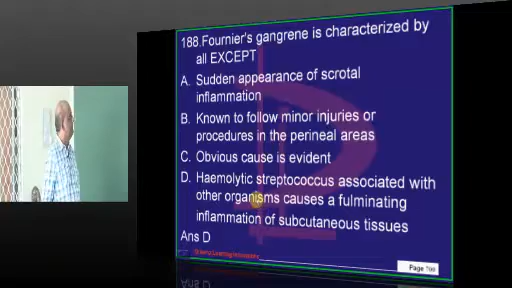 188.Fournier's gangrene is characterized by
all EXCEPT
A. Sudden appearance of scrotal
inflammation
B. Known to follow minor injuries or
procedures in the perineal areas
C. Obvious cause is evident
D. Haemolytic streptococcus associated with
other organisms causes a fulminating
inflammation of subcutaneous tissues
Ans D
Page